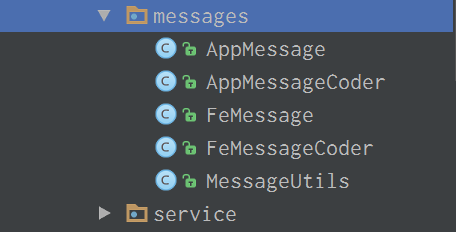 messages
C AppMessage
C AppMessageCoder
C FeMessage
C FeMessageCoder
C MessageUtils
service